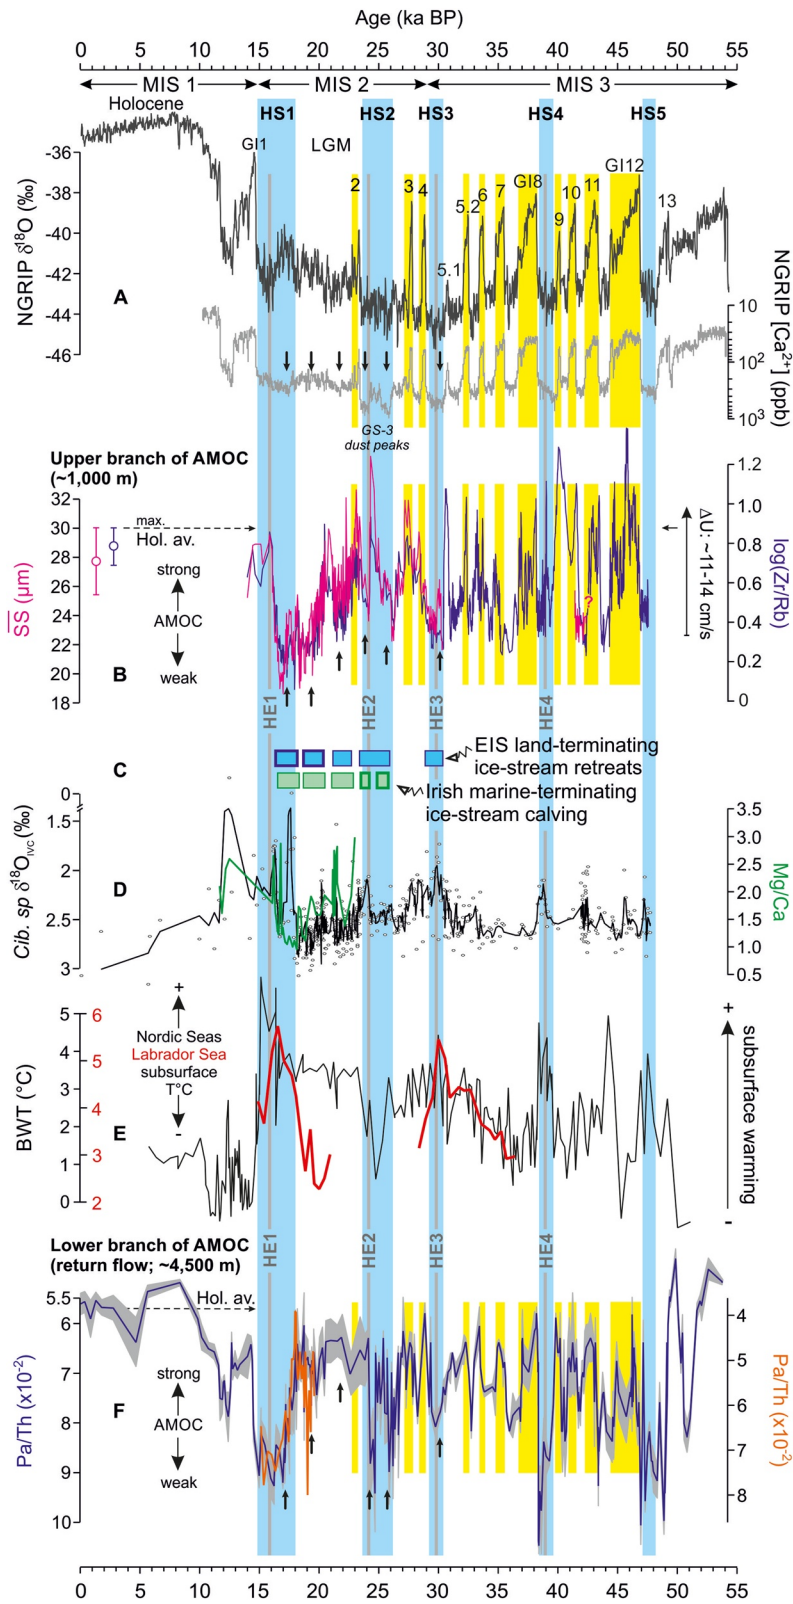 Age (ka BP)
0 5 10 15 20 25 30 35 40 45 50 55
MIS 1 MIS 2 MIS 3
Holocene HS1 HS2 HS3 HS4 HS5
GI1 LGM
2 3 4 5.1 5.2 6 7 GI8 9 10 11 GI12 13
NGRIP δ¹⁸O (‰)
-36
-38
-40
-42
-44
-46
A
NGRIP [Ca²⁺] (ppb)
10
10²
10³
GS-3
dust peaks
Upper branch of AMOC
(~1,000 m)
SS (µm)
32
30
28
26
24
22
20
18
max.
Hol. av.
strong
AMOC
weak
B
?
ΔU: ~11-14 cm/s
log(Zr/Rb)
1.2
1.0
0.8
0.6
0.4
0.2
0
HE1 HE2 HE3 HE4
C
EIS land-terminating
ice-stream retreats
Irish marine-terminating
ice-stream calving
Cib. sp δ¹⁸O IVC (‰)
0
1.5
2
2.5
3
D
Mg/Ca
3.5
3.0
2.5
2.0
1.5
1.0
0.5
BWT (°C)
5
4
3
2
1
0
6
5
4
3
2
+
Nordic Seas
Labrador Sea
subsurface
T°C
-
E
+
subsurface warming
-
Lower branch of AMOC
(return flow; ~4,500 m)
HE1 HE2 HE3 HE4
Hol. av.
Pa/Th (x10⁻²)
5.5
6
7
8
9
10
strong
AMOC
weak
F
Pa/Th (x10⁻²)
4
5
6
7
8
0 5 10 15 20 25 30 35 40 45 50 55